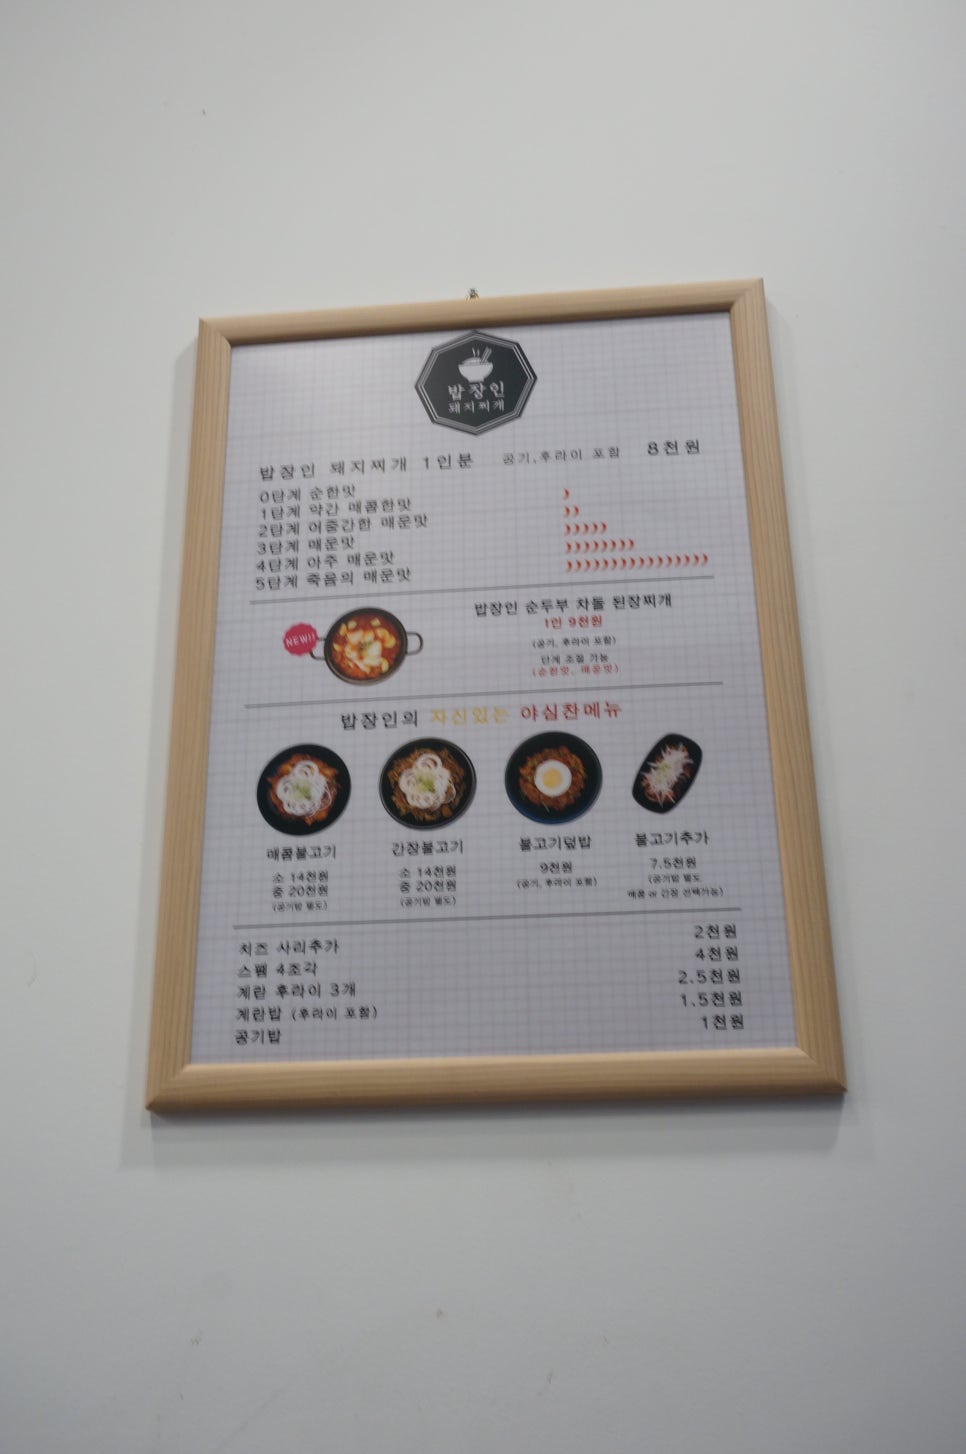 밥장인
돼지찌개
밥장인 돼지찌개 1인분 공기,후라이 포함 8천원
0단계 순한맛
1단계 약간 매콤한맛
2단계 어중간한 매운맛
3단계 매운맛
4단계 아주 매운맛
5단계 죽음의 매운맛
NEW!!
밥장인 순두부 차돌 된장찌개
1인 9천원
(공기, 후라이 포함)
단계 조절 가능
(순한맛, 매운맛)
밥장인의 자신있는 야심찬메뉴
매콤불고기
소 14천원
중 20천원
(공기밥 별도)
간장불고기
소 14천원
중 20천원
(공기밥 별도)
불고기덮밥
9천원
(공기, 후라이 포함)
불고기추가
7.5천원
(공기밥 별도
매콤 or 간장 선택가능)
치즈 사리추가 2천원
스팸 4조각 4천원
계란 후라이 3개 2.5천원
계란밥 (후라이 포함) 1.5천원
공기밥 1천원